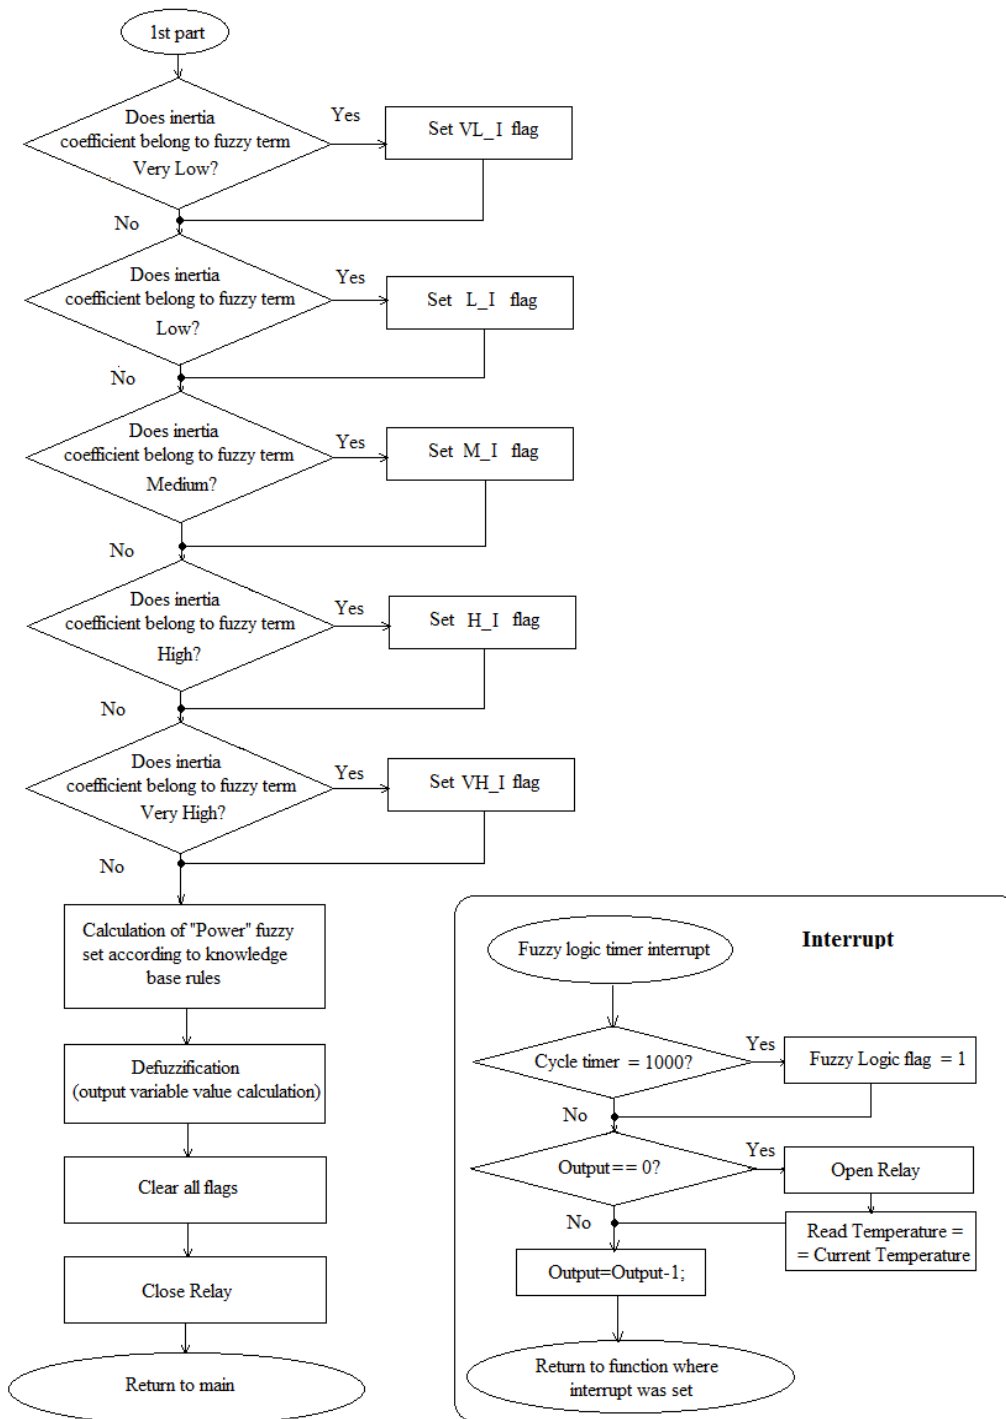 1st part
Does inertia
coefficient belong to fuzzy term
Very Low?
Yes
Set VL_I flag
No
Does inertia
coefficient belong to fuzzy term
Low?
Yes
Set L_I flag
No
Does inertia
coefficient belong to fuzzy term
Medium?
Yes
Set M_I flag
No
Does inertia
coefficient belong to fuzzy term
High?
Yes
Set H_I flag
No
Does inertia
coefficient belong to fuzzy term
Very High?
Yes
Set VH_I flag
No
Calculation of "Power" fuzzy
set according to knowledge
base rules
Defuzzification
(output variable value calculation)
Clear all flags
Close Relay
Return to main
Interrupt
Fuzzy logic timer interrupt
Cycle timer = 1000?
Yes
Fuzzy Logic flag = 1
No
Output== 0?
Yes
Open Relay
Read Temperature =
= Current Temperature
No
Output=Output-1;
Return to function where
interrupt was set